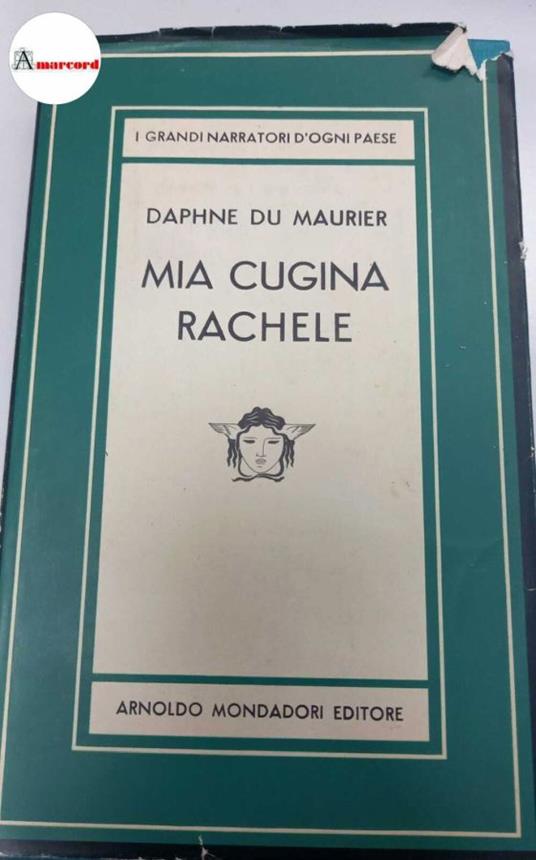 Amarcord
I GRANDI NARRATORI D'OGNI PAESE
DAPHNE DU MAURIER
MIA CUGINA
RACHELE
ARNOLDO MONDADORI EDITORE